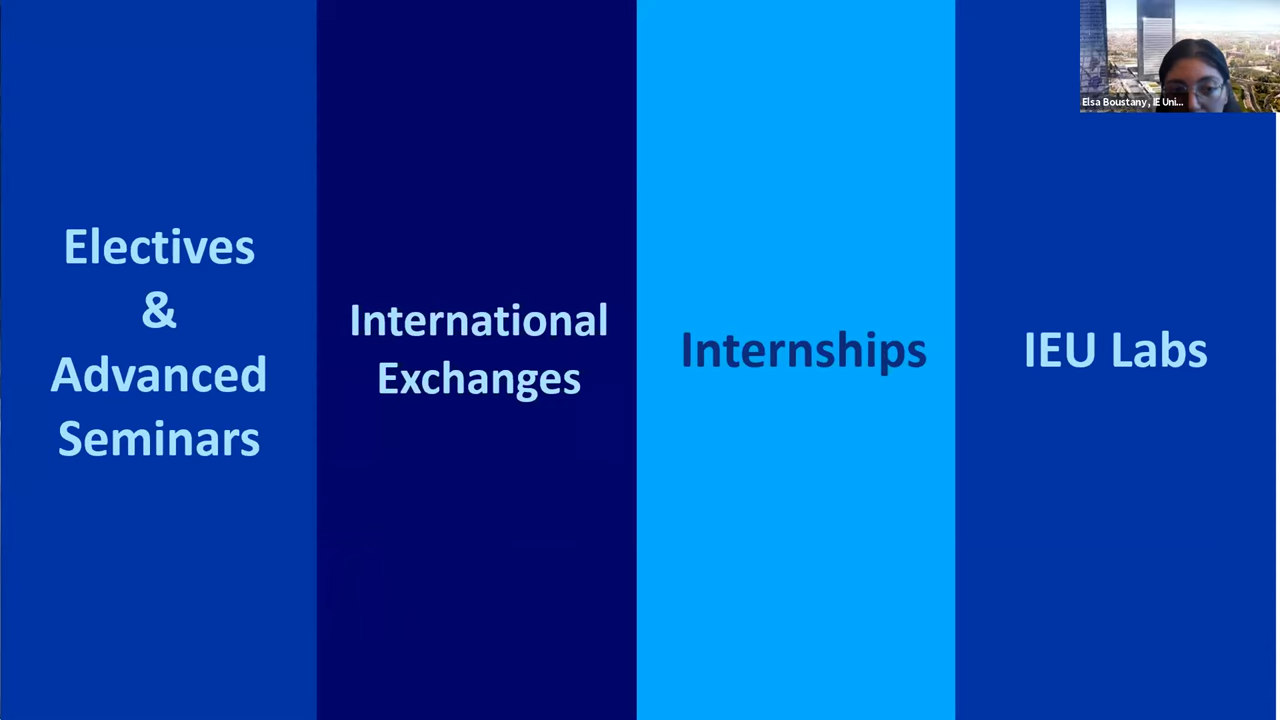 Electives
&
Advanced
Seminars
International
Exchanges
Internships
IEU Labs
Elsa Boustany, IE Uni...